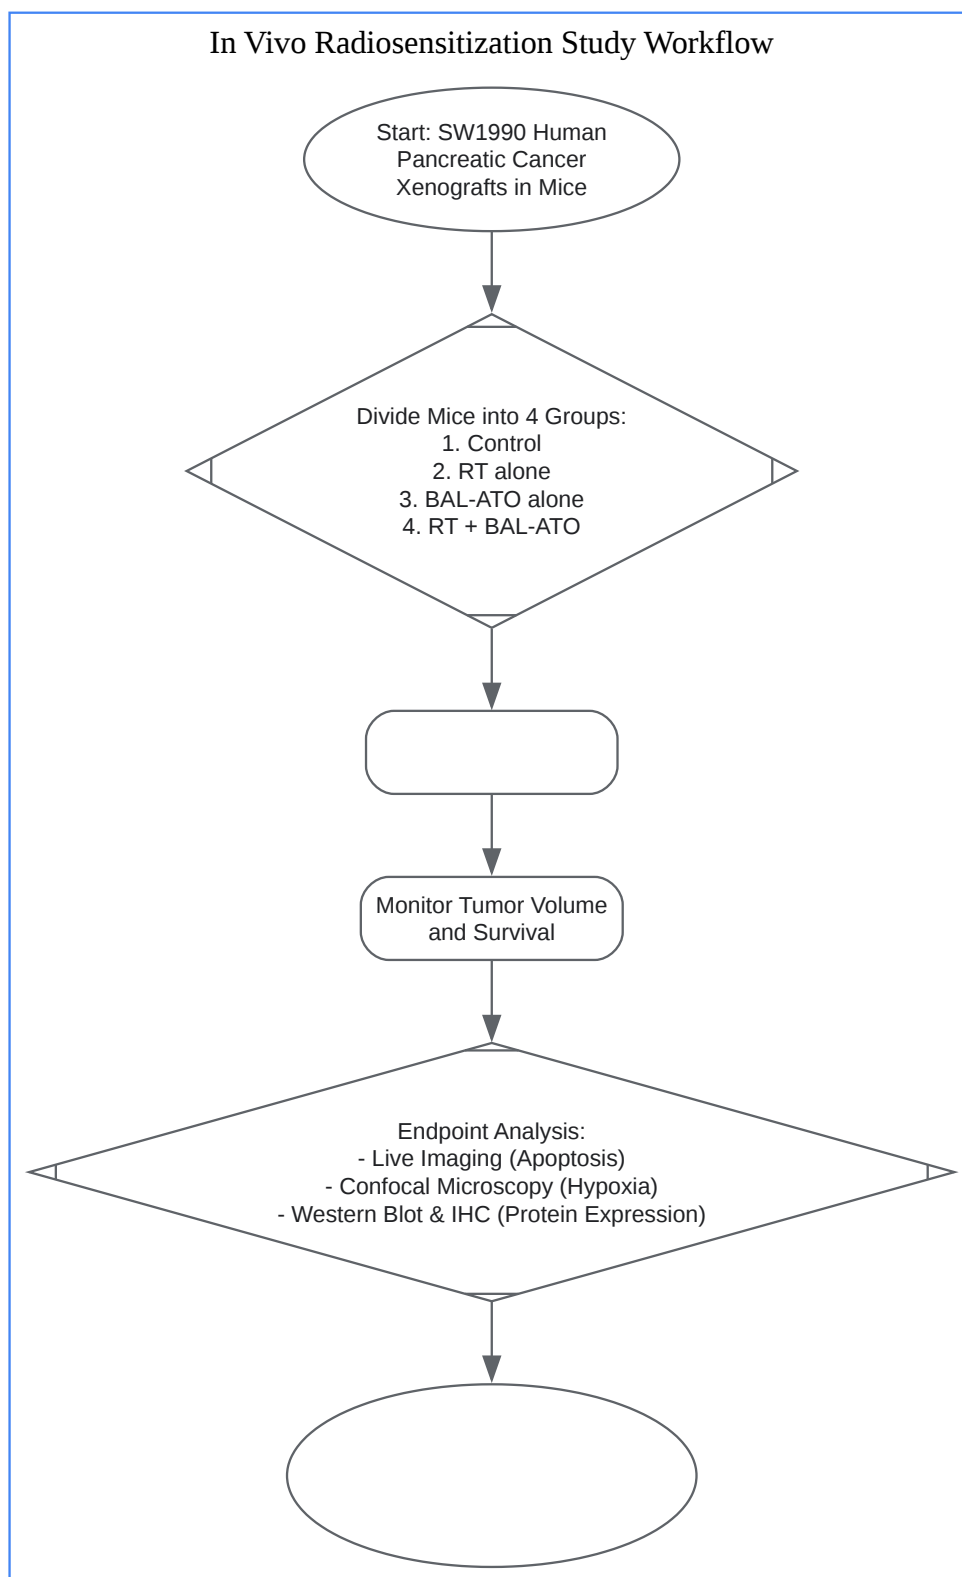 In Vivo Radiosensitization Study Workflow
Start: SW1990 Human
Pancreatic Cancer
Xenografts in Mice
Divide Mice into 4 Groups:
1. Control
2. RT alone
3. BAL-ATO alone
4. RT + BAL-ATO
Monitor Tumor Volume
and Survival
Endpoint Analysis:
- Live Imaging (Apoptosis)
- Confocal Microscopy (Hypoxia)
- Western Blot & IHC (Protein Expression)